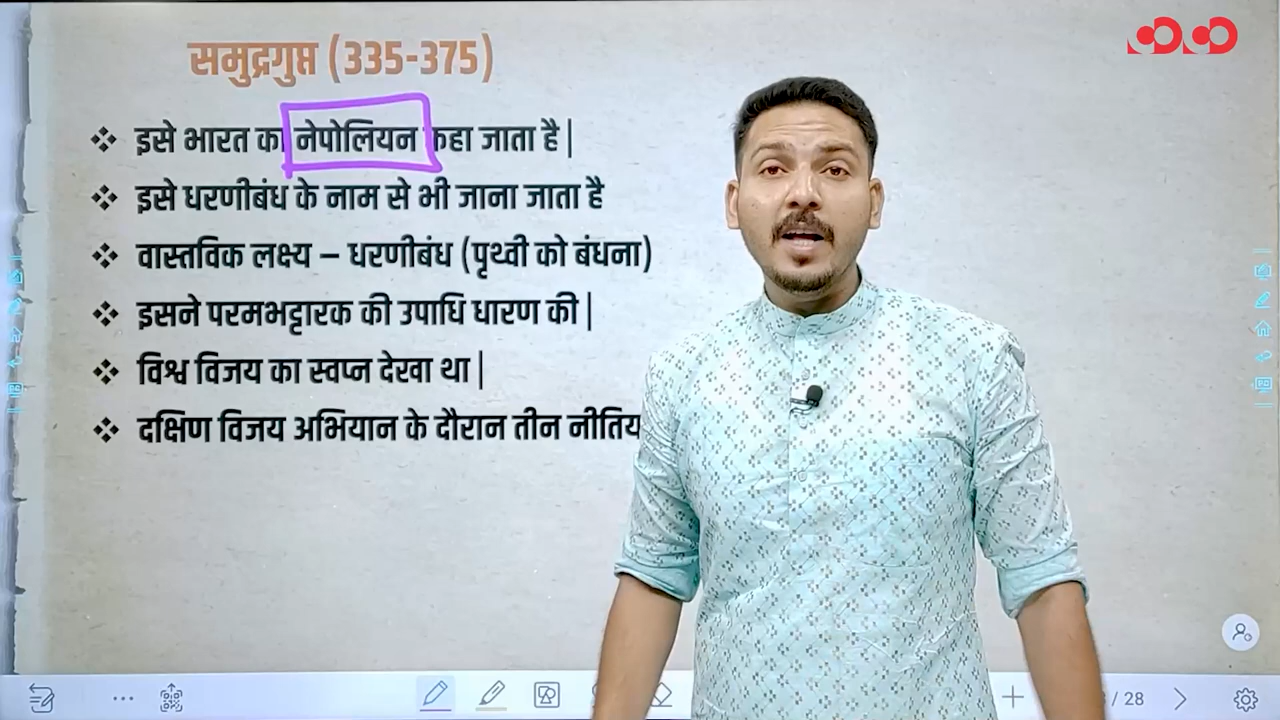 समुद्रगुप्त (335-375)
❖ इसे भारत का नेपोलियन कहा जाता है |
❖ इसे धरणीबंध के नाम से भी जाना जाता है
❖ वास्तविक लक्ष्य – धरणीबंध (पृथ्वी को बंधना)
❖ इसने परमभट्टारक की उपाधि धारण की |
❖ विश्व विजय का स्वप्न देखा था |
❖ दक्षिण विजय अभियान के दौरान तीन
/ 28